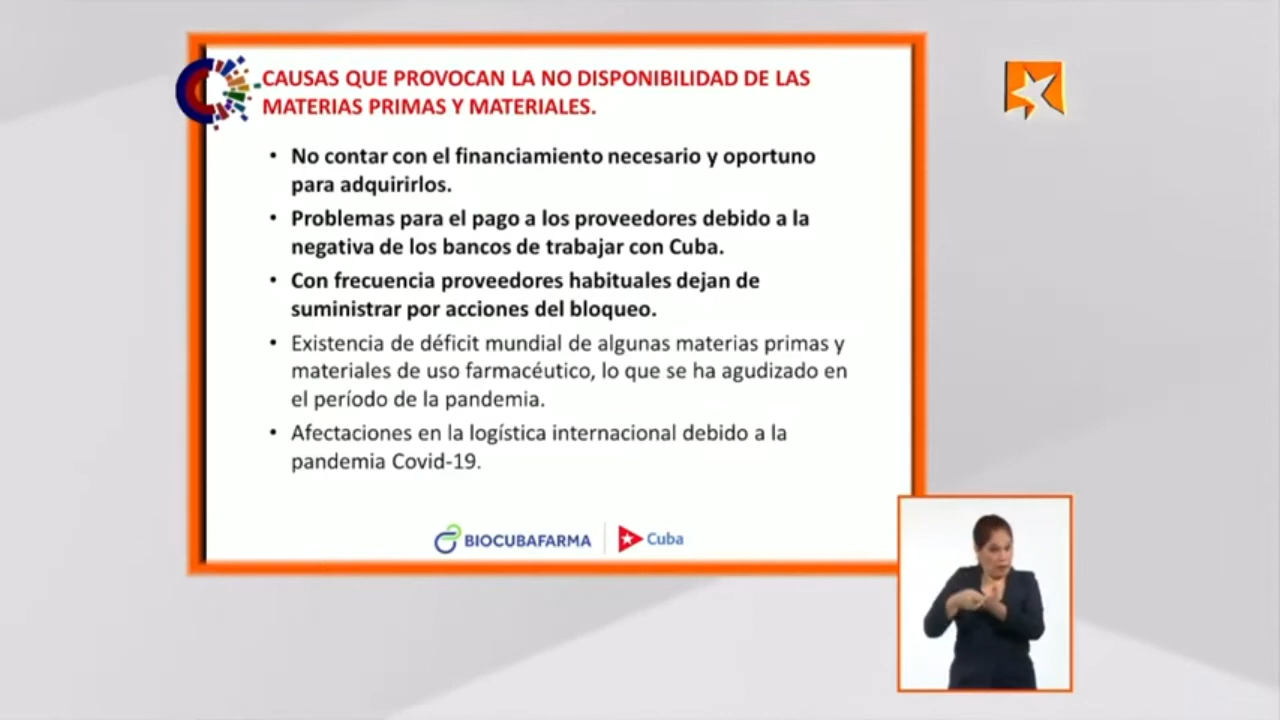 CAUSAS QUE PROVOCAN LA NO DISPONIBILIDAD DE LAS
MATERIAS PRIMAS Y MATERIALES.
• No contar con el financiamiento necesario y oportuno
para adquirirlos.
• Problemas para el pago a los proveedores debido a la
negativa de los bancos de trabajar con Cuba.
• Con frecuencia proveedores habituales dejan de
suministrar por acciones del bloqueo.
• Existencia de déficit mundial de algunas materias primas y
materiales de uso farmacéutico, lo que se ha agudizado en
el período de la pandemia.
• Afectaciones en la logística internacional debido a la
pandemia Covid-19.
BIOCUBAFARMA
Cuba